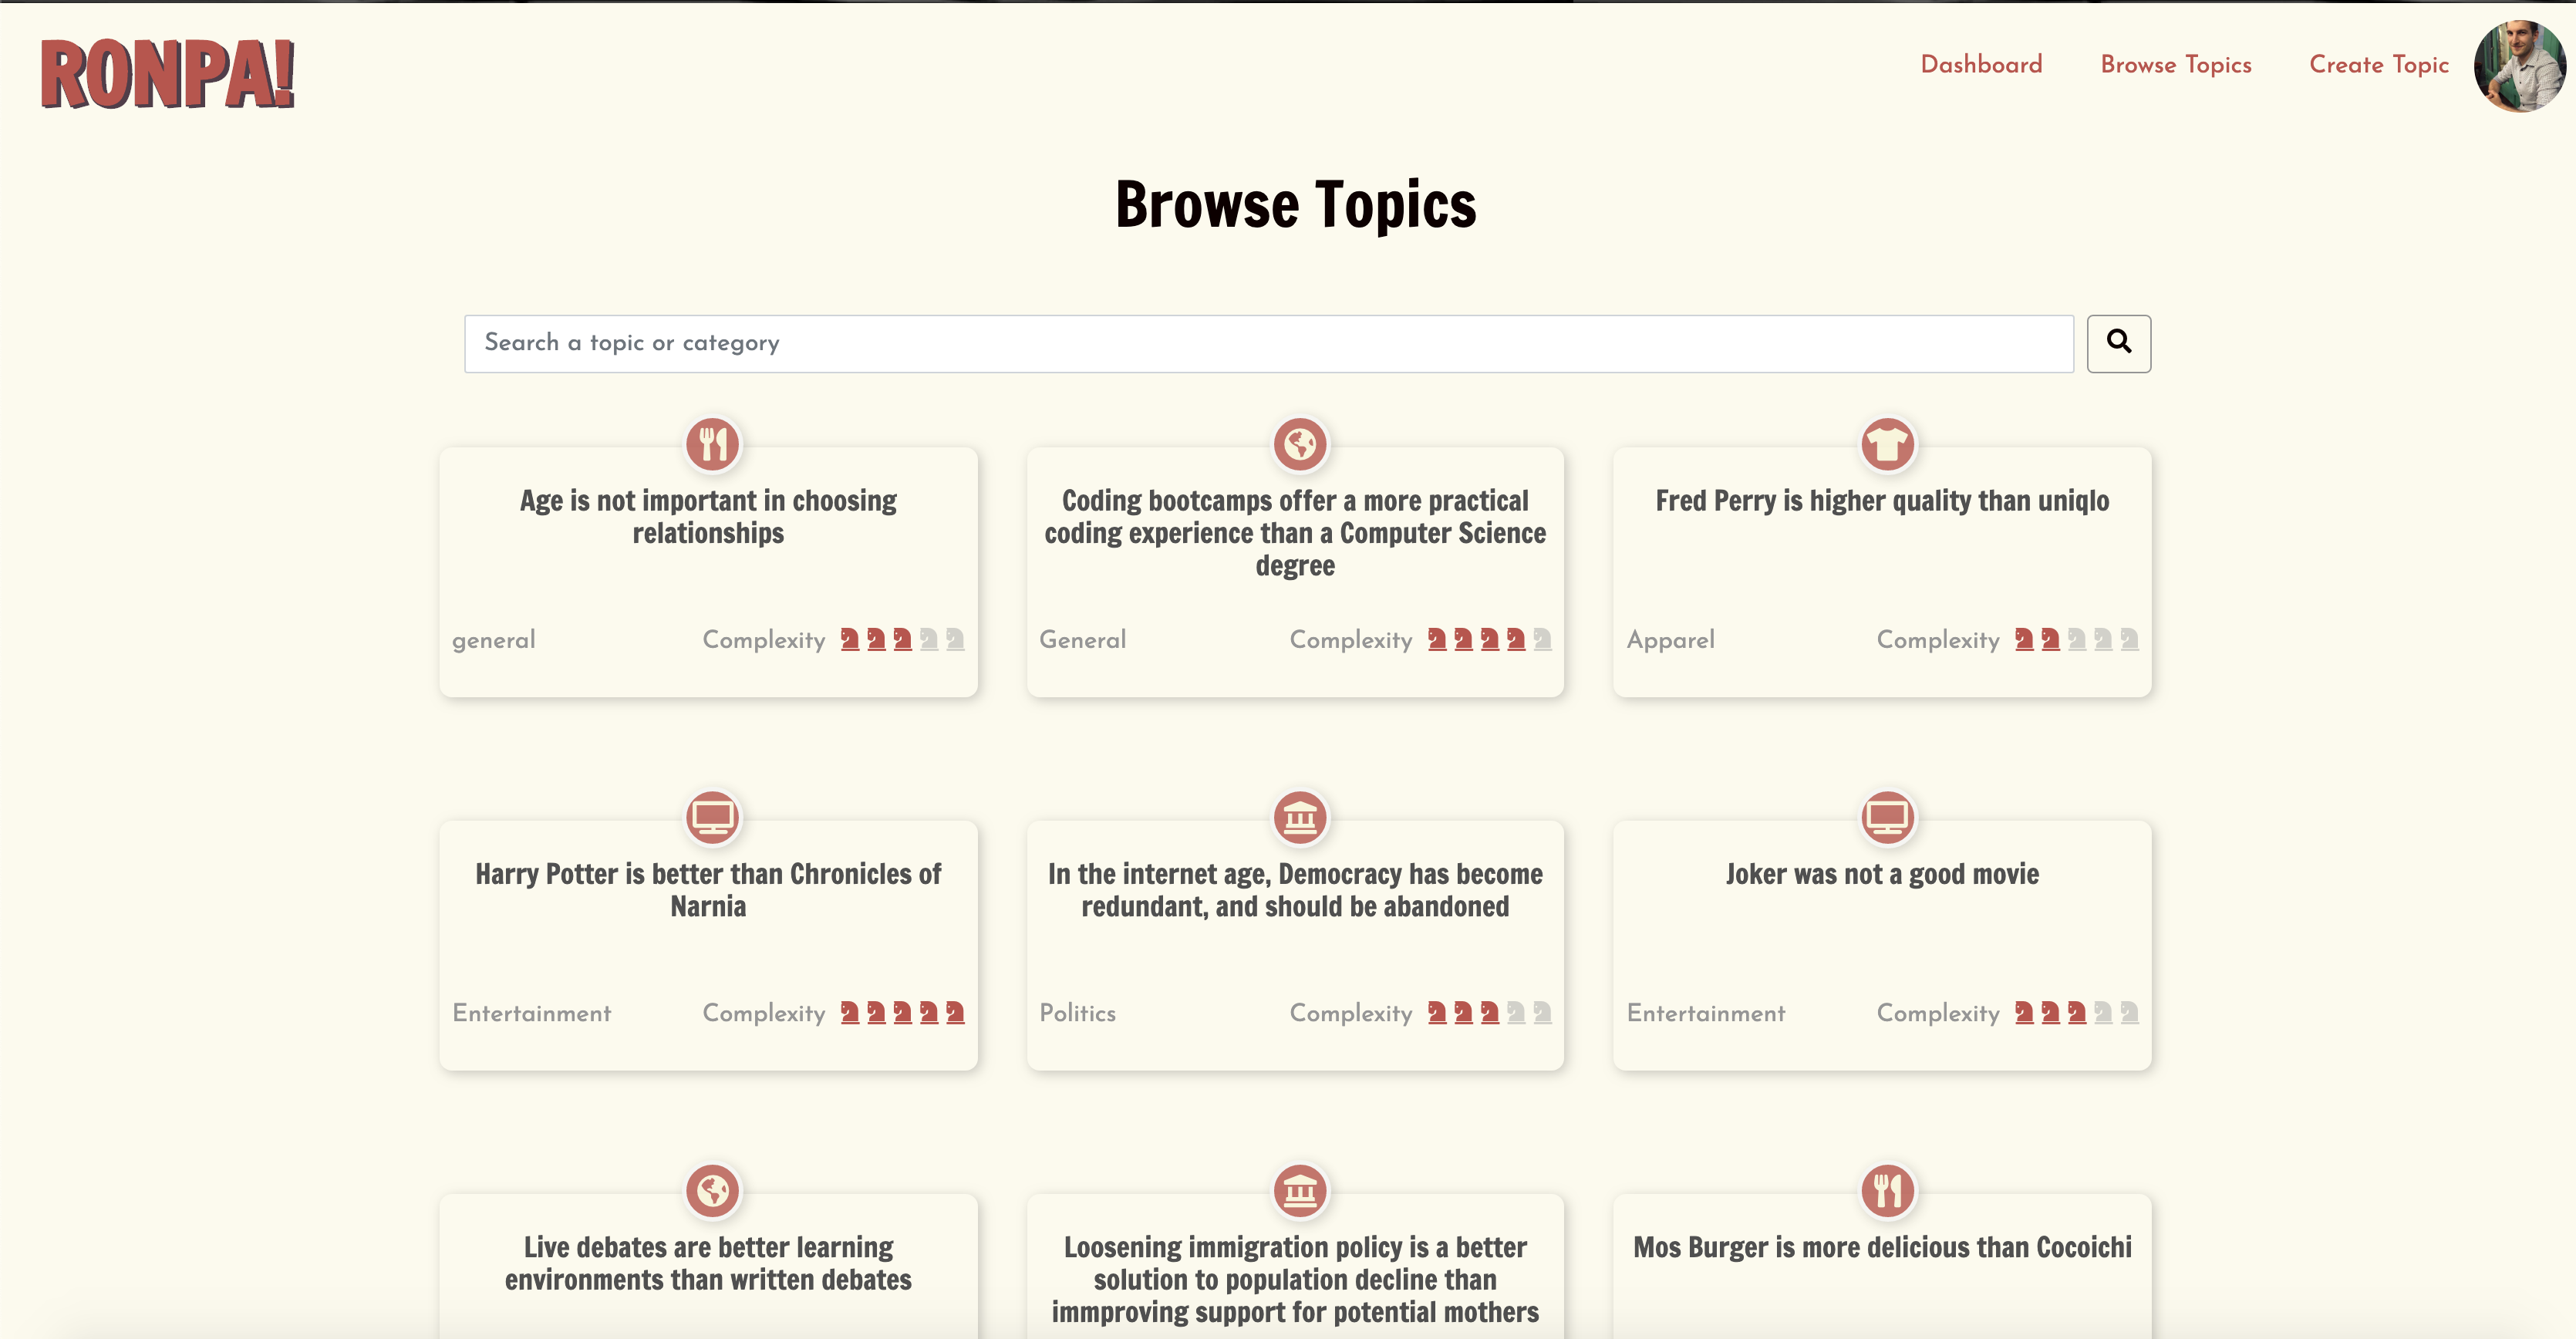 RONPA!
Dashboard
Browse Topics
Create Topic
Browse Topics
Search a topic or category
Age is not important in choosing
relationships
general
Complexity
Coding bootcamps offer a more practical
coding experience than a Computer Science
degree
General
Complexity
Fred Perry is higher quality than uniqlo
Apparel
Complexity
Harry Potter is better than Chronicles of
Narnia
Entertainment
Complexity
In the internet age, Democracy has become
redundant, and should be abandoned
Politics
Complexity
Joker was not a good movie
Entertainment
Complexity
Live debates are better learning
environments than written debates
Loosening immigration policy is a better
solution to population decline than
immproving support for potential mothers
Mos Burger is more delicious than Cocoichi